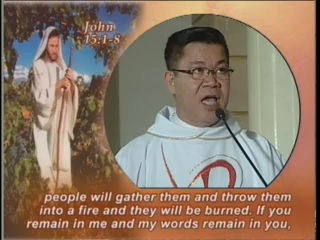 John
15:1-8
people will gather them and throw them
into a fire and they will be burned. If you
remain in me and my words remain in you,